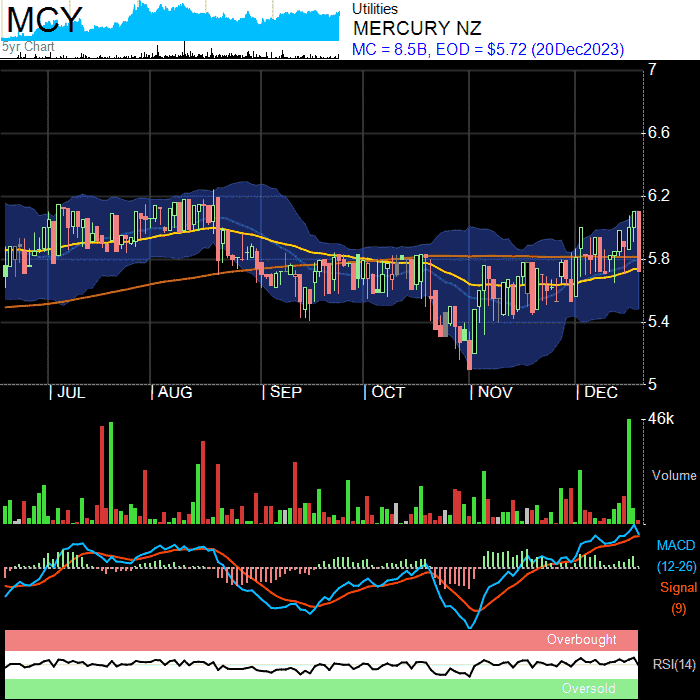 MCY
5yr Chart
Utilities
MERCURY NZ
MC = 8.5B, EOD = $5.72 (20Dec2023)
7
6.6
6.2
5.8
5.4
5
JUL AUG SEP OCT NOV DEC
46k
Volume
MACD
(12-26)
Signal
(9)
Overbought
RSI(14)
Oversold